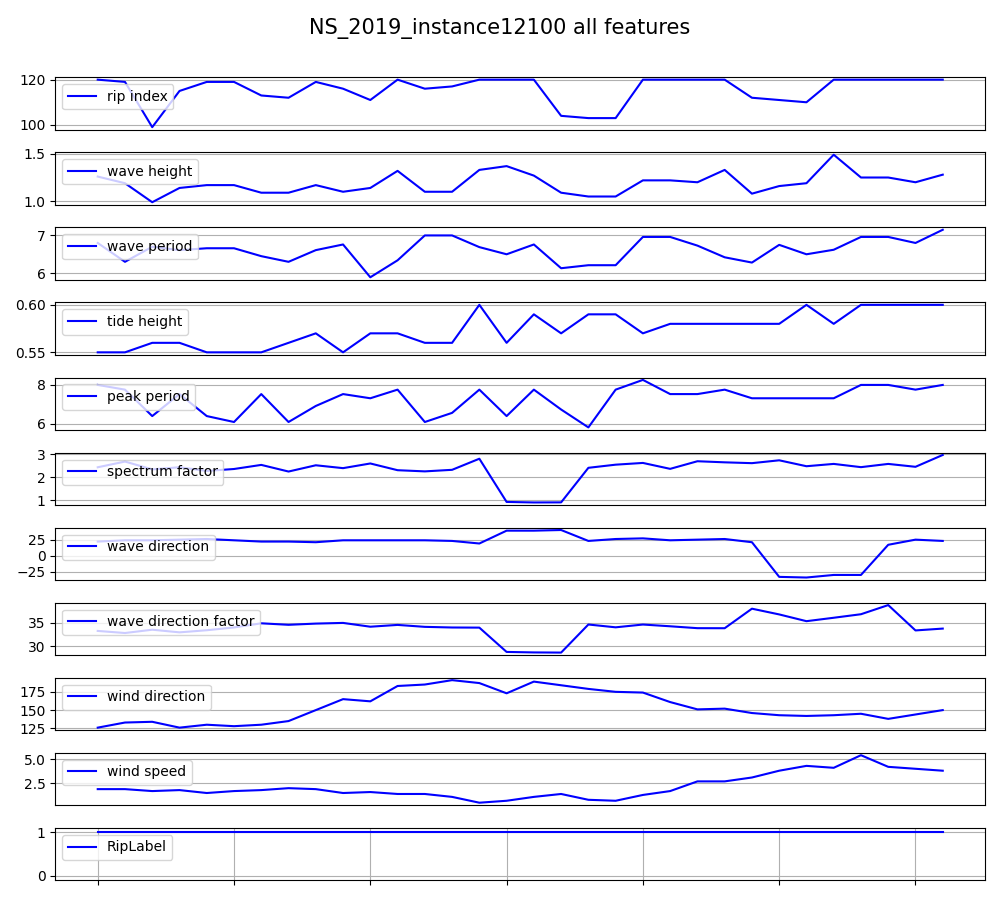 NS_2019_instance12100 all features
120
100
rip index
1.5
1.0
wave height
7
6
wave period
0.60
0.55
tide height
8
6
peak period
3
2
1
spectrum factor
25
0
−25
wave direction
35
30
wave direction factor
175
150
125
wind direction
5.0
2.5
wind speed
1
0
RipLabel